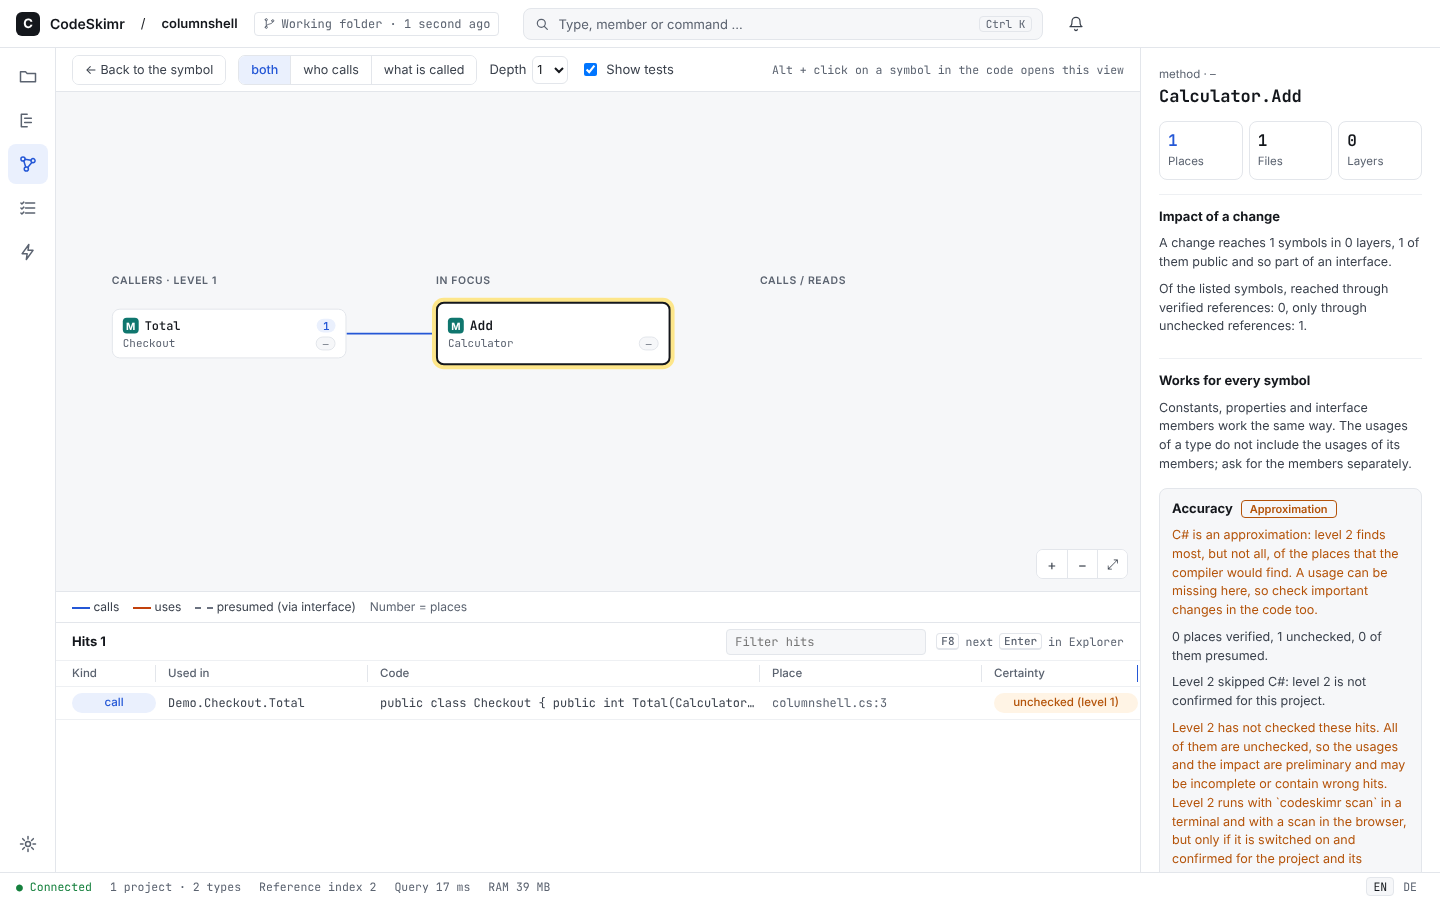 C CodeSkimr / columnshell Working folder · 1 second ago Type, member or command ... Ctrl K
← Back to the symbol both who calls what is called Depth 1 Show tests Alt + click on a symbol in the code opens this view
CALLERS · LEVEL 1 IN FOCUS CALLS / READS
M Total 1
Checkout –
M Add
Calculator –
+ −
calls uses presumed (via interface) Number = places
Hits 1 Filter hits F8 next Enter in Explorer
Kind Used in Code Place Certainty
call Demo.Checkout.Total public class Checkout { public int Total(Calculator… columnshell.cs:3 unchecked (level 1)
method · –
Calculator.Add
1 1 0
Places Files Layers
Impact of a change
A change reaches 1 symbols in 0 layers, 1 of
them public and so part of an interface.
Of the listed symbols, reached through
verified references: 0, only through
unchecked references: 1.
Works for every symbol
Constants, properties and interface
members work the same way. The usages
of a type do not include the usages of its
members; ask for the members separately.
Accuracy Approximation
C# is an approximation: level 2 finds
most, but not all, of the places that the
compiler would find. A usage can be
missing here, so check important
changes in the code too.
0 places verified, 1 unchecked, 0 of
them presumed.
Level 2 skipped C#: level 2 is not
confirmed for this project.
Level 2 has not checked these hits. All
of them are unchecked, so the usages
and the impact are preliminary and may
be incomplete or contain wrong hits.
Level 2 runs with `codeskimr scan` in a
terminal and with a scan in the browser,
but only if it is switched on and
confirmed for the project and its
● Connected 1 project · 2 types Reference index 2 Query 17 ms RAM 39 MB EN DE